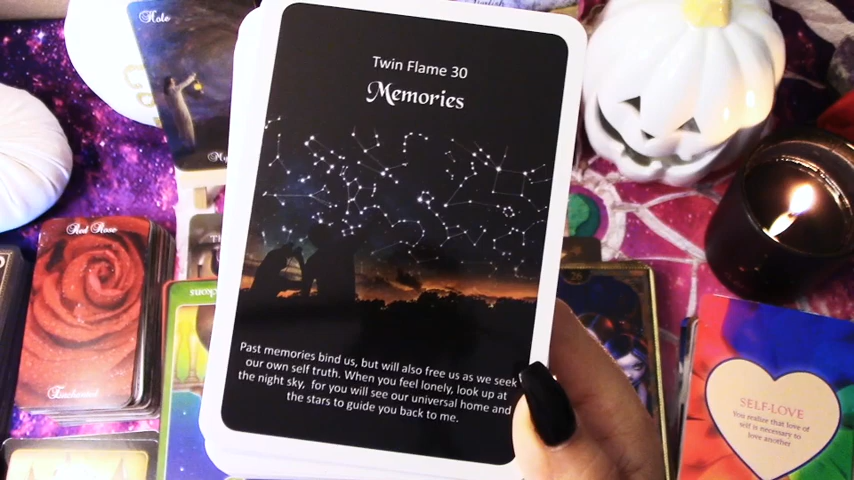 Halo
Twin Flame 30
Memories
Past memories bind us, but will also free us as we seek
our own self truth. When you feel lonely, look up at
the night sky, for you will see our universal home and
the stars to guide you back to me.
Red Rose
Enchanted
SELF-LOVE
You realize that love of
self is necessary to
love another